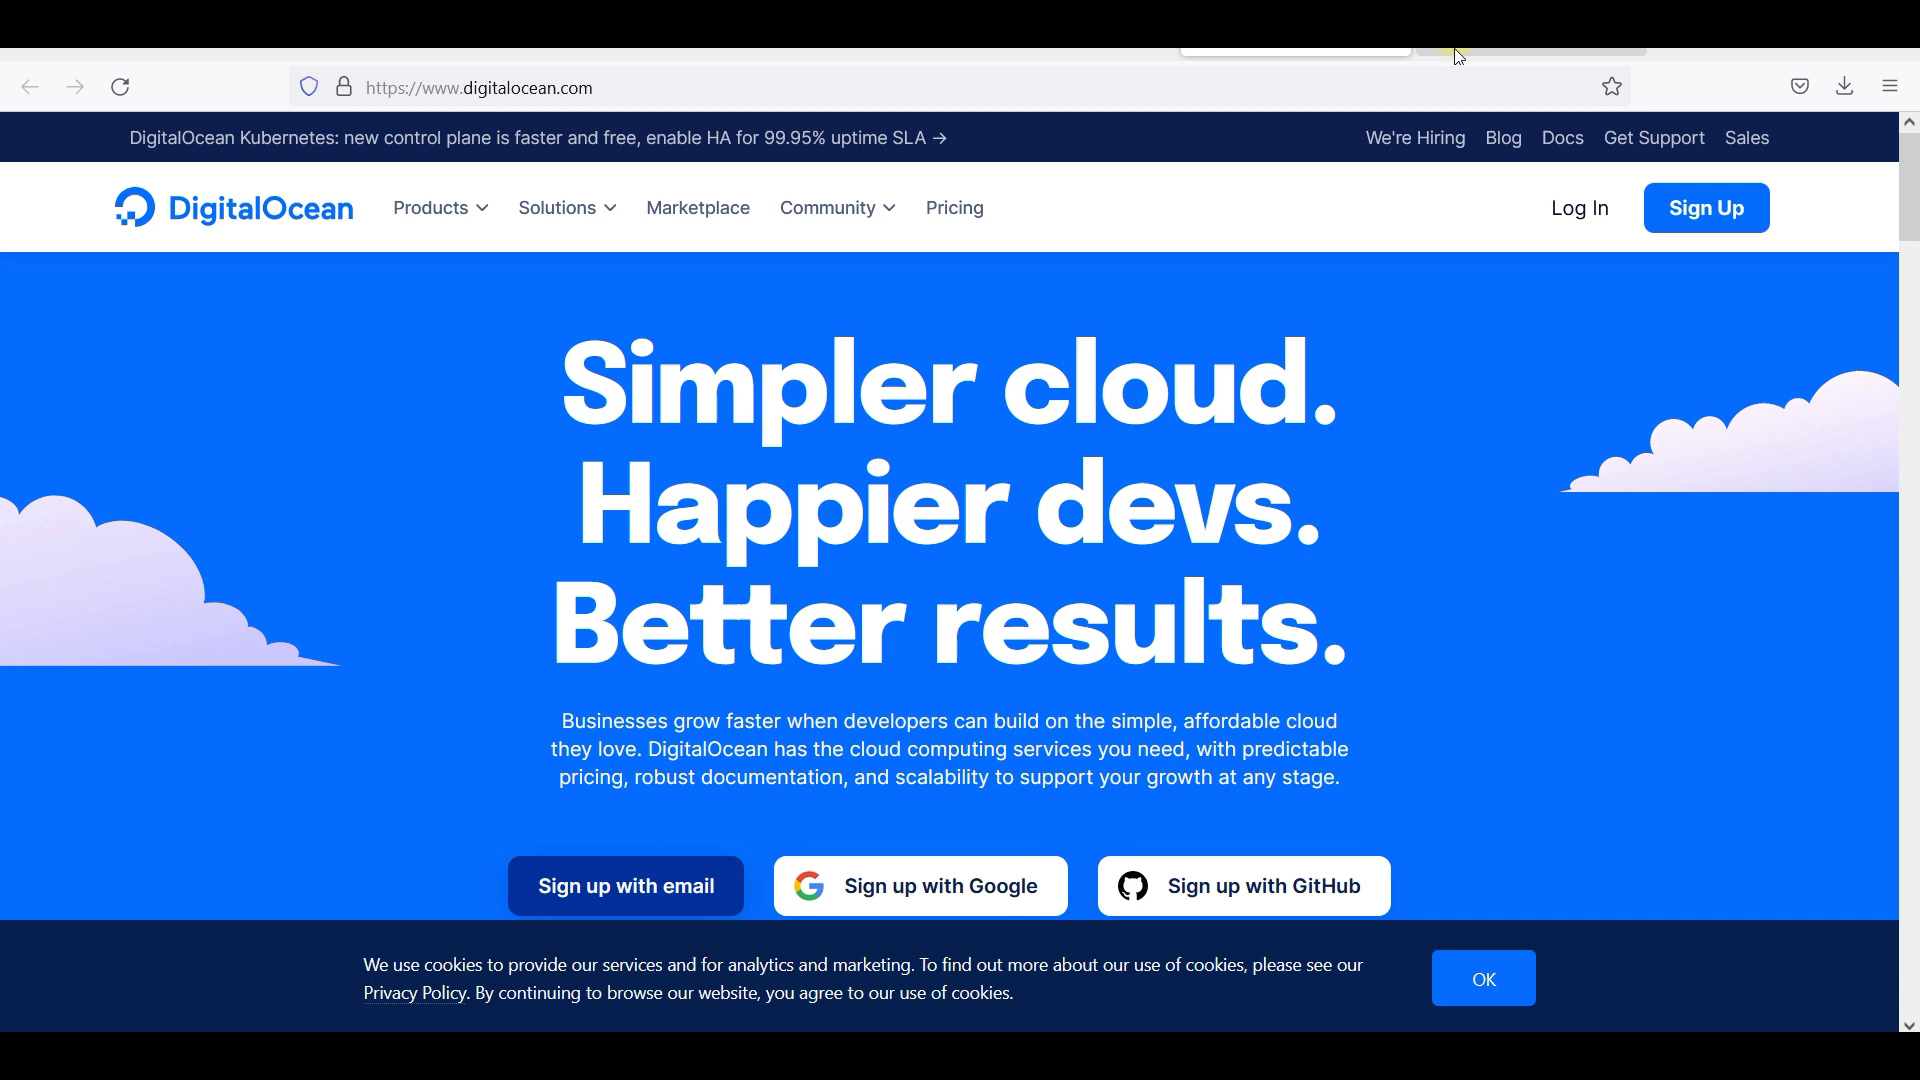 https://www.digitalocean.com
DigitalOcean Kubernetes: new control plane is faster and free, enable HA for 99.95% uptime SLA →
We're Hiring Blog Docs Get Support Sales
DigitalOcean Products Solutions Marketplace Community Pricing Log In Sign Up
Simpler cloud.
Happier devs.
Better results.
Businesses grow faster when developers can build on the simple, affordable cloud
they love. DigitalOcean has the cloud computing services you need, with predictable
pricing, robust documentation, and scalability to support your growth at any stage.
Sign up with email Sign up with Google Sign up with GitHub
We use cookies to provide our services and for analytics and marketing. To find out more about our use of cookies, please see our
Privacy Policy. By continuing to browse our website, you agree to our use of cookies.
OK